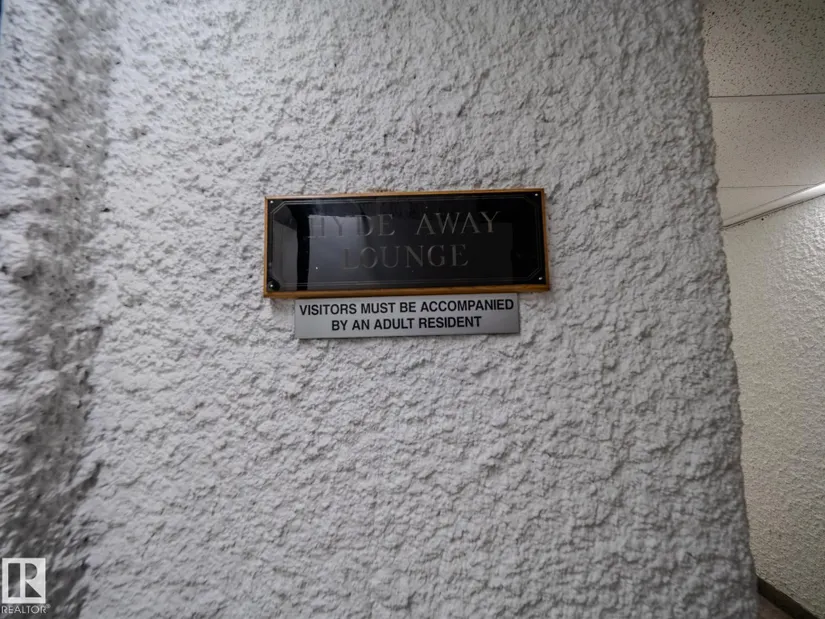 HYDE AWAY
LOUNGE
VISITORS MUST BE ACCOMPANIED
BY AN ADULT RESIDENT
R
REALTOR